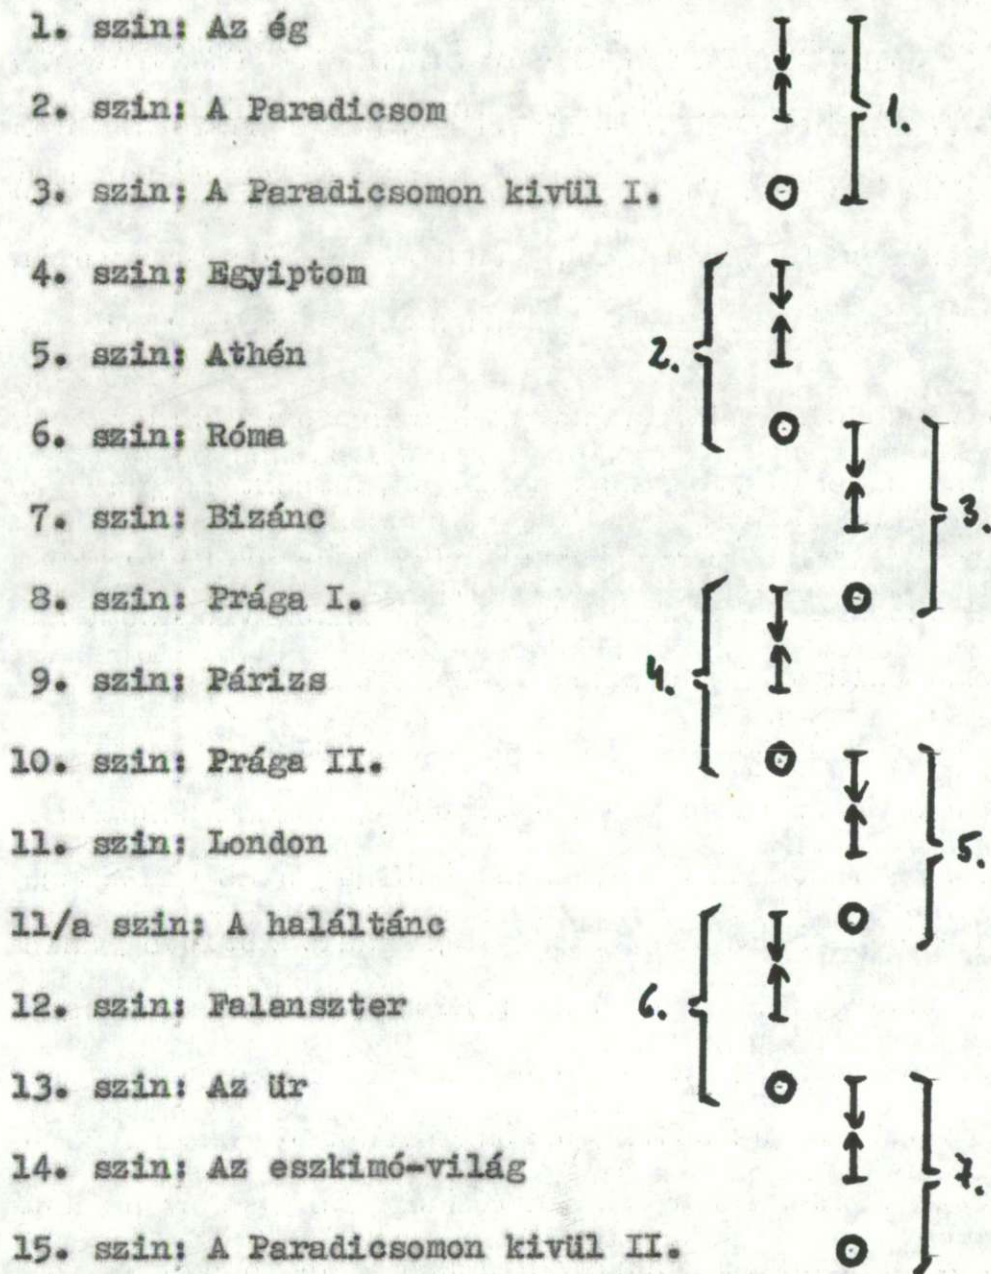 1. szin: Az ég
2. szin: A Paradicsom
1.
3. szin: A Paradicsomon kivül I.
4. szin: Egyiptom
5. szin: Athén
2.
6. szin: Róma
7. szin: Bizánc
3.
8. szin: Prága I.
9. szin: Párizs
4.
10. szin: Prága II.
11. szin: London
5.
11/a szin: A haláltánc
12. szin: Falanszter
6.
13. szin: Az ür
14. szin: Az eszkimó-világ
7.
15. szin: A Paradicsomon kivül II.